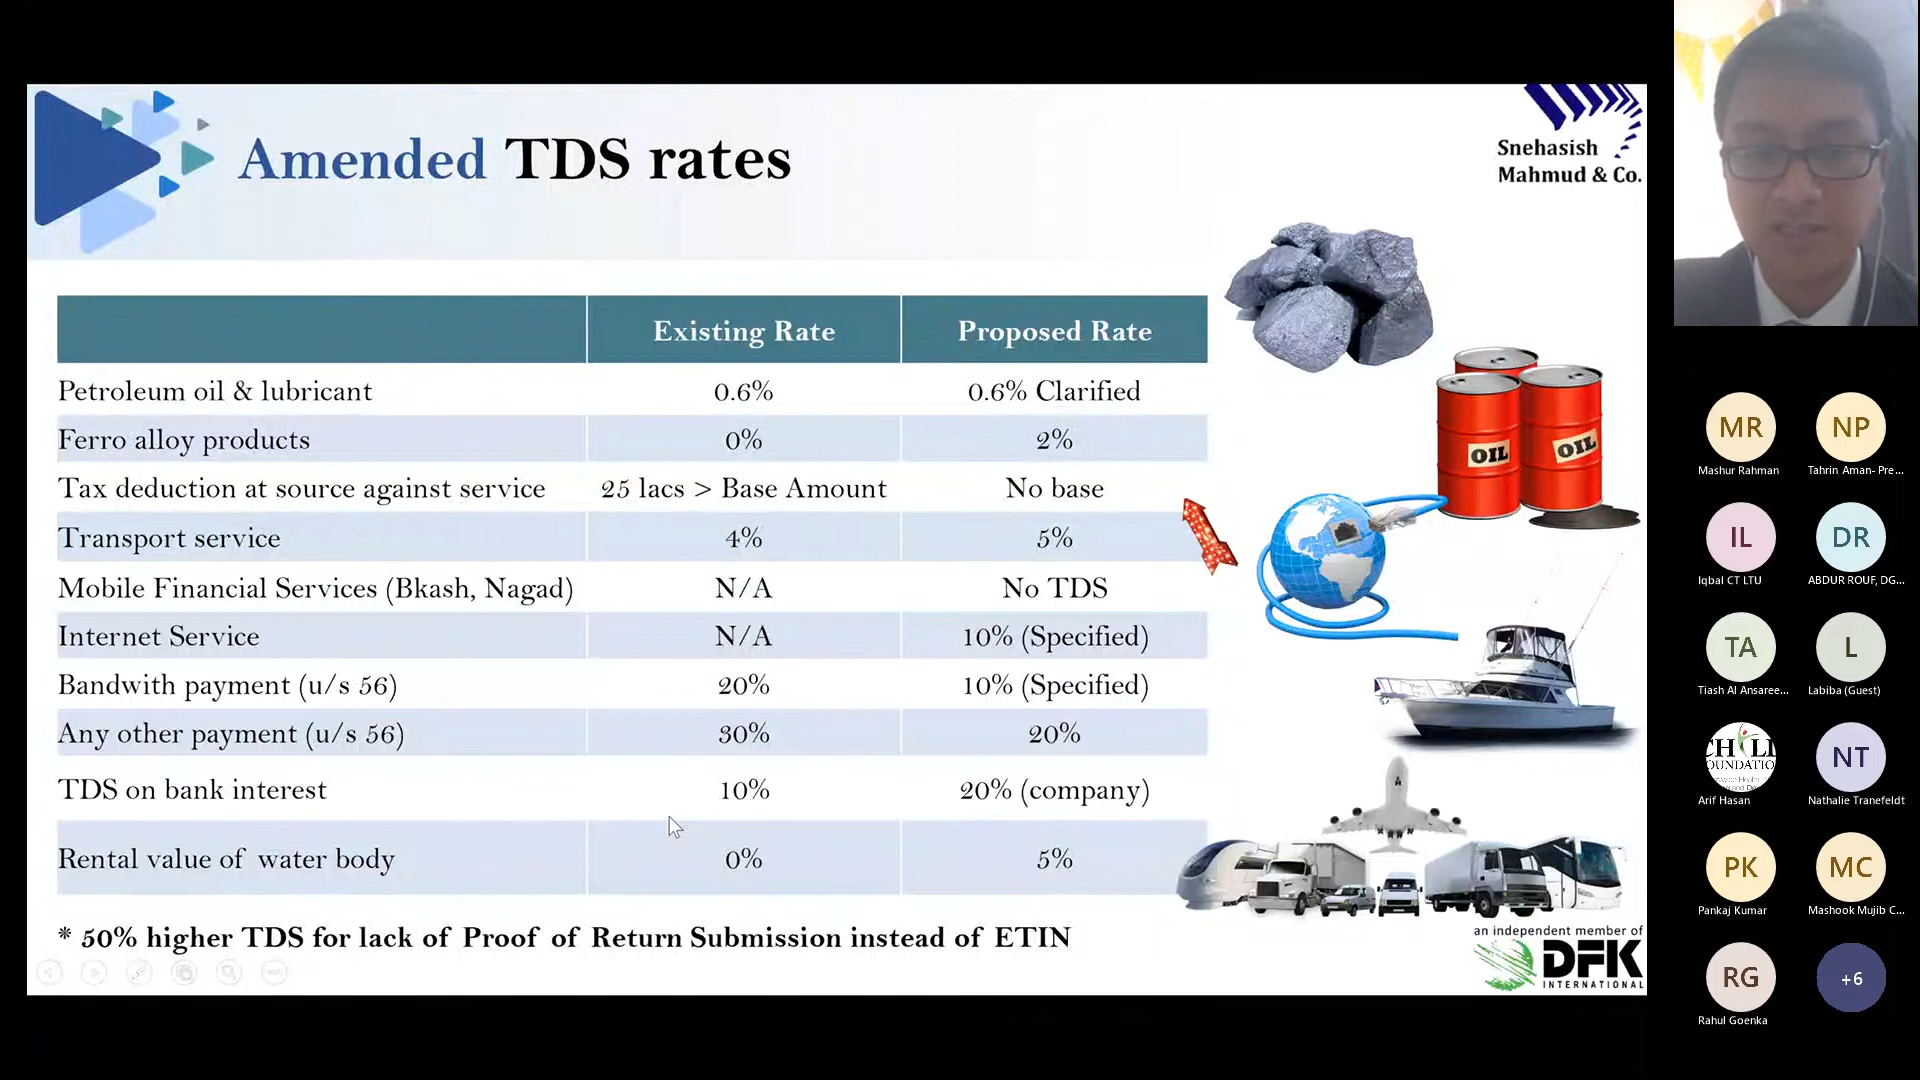 Amended TDS rates
Snehasish
Mahmud & Co.
Existing Rate Proposed Rate
Petroleum oil & lubricant 0.6% 0.6% Clarified
Ferro alloy products 0% 2%
Tax deduction at source against service 25 lacs > Base Amount No base
Transport service 4% 5%
Mobile Financial Services (Bkash, Nagad) N/A No TDS
Internet Service N/A 10% (Specified)
Bandwith payment (u/s 56) 20% 10% (Specified)
Any other payment (u/s 56) 30% 20%
TDS on bank interest 10% 20% (company)
Rental value of water body 0% 5%
* 50% higher TDS for lack of Proof of Return Submission instead of ETIN
OIL OIL
an independent member of
DFK
INTERNATIONAL
MR NP
Mashur Rahman Tahrin Aman- Pre...
IL DR
Iqbal CT LTU ABDUR ROUF, DG...
TA L
Tiash Al Ansaree... Labiba (Guest)
NT
Arif Hasan Nathalie Tranefeldt
PK MC
Pankaj Kumar Mashook Mujib C...
RG +6
Rahul Goenka